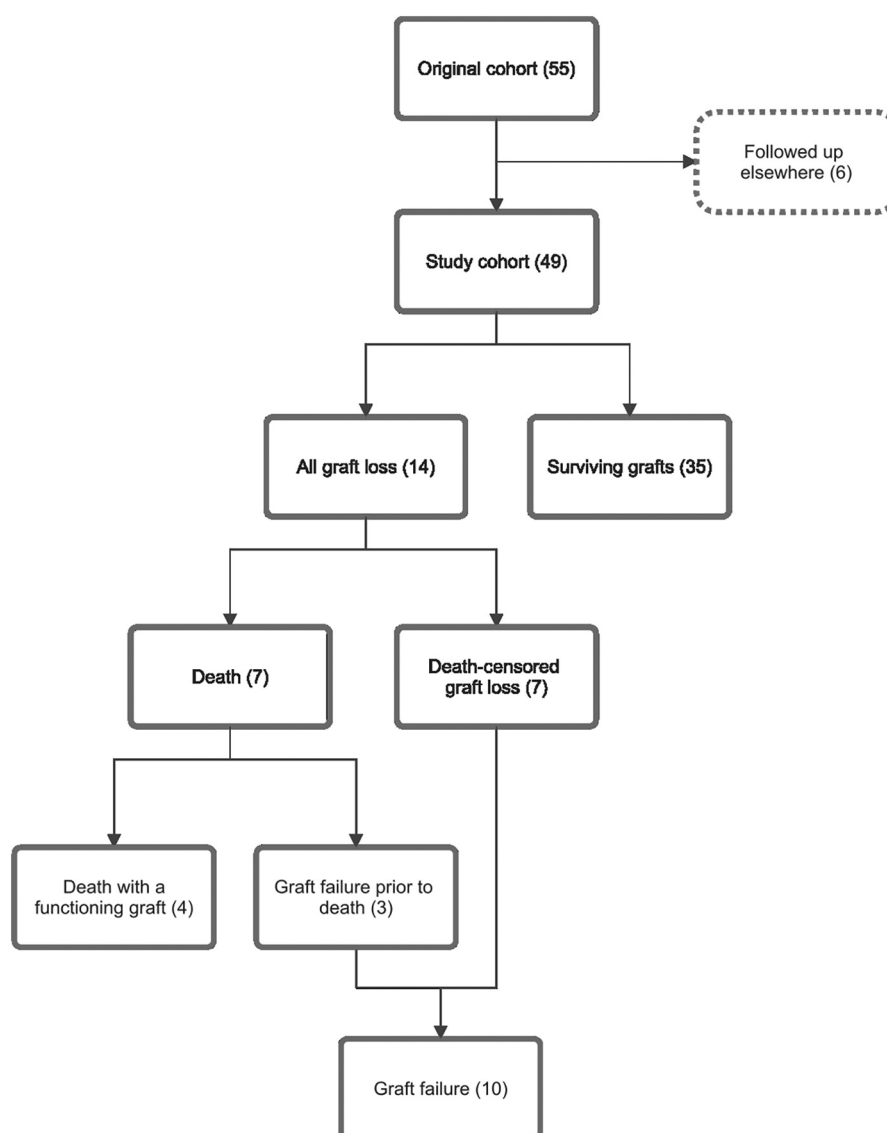 Original cohort (55)
Followed up
elsewhere (6)
Study cohort (49)
All graft loss (14)
Surviving grafts (35)
Death (7)
Death-censored
graft loss (7)
Death with a
functioning graft (4)
Graft failure prior to
death (3)
Graft failure (10)